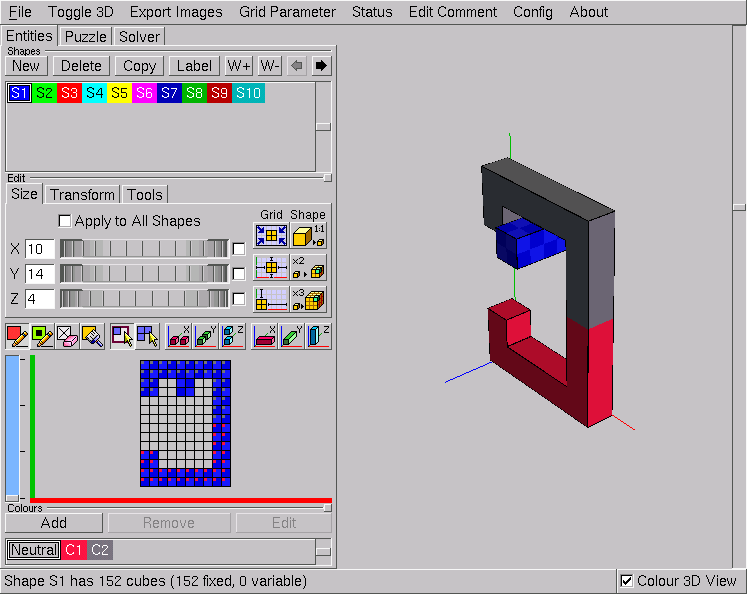 File Toggle 3D Export Images Grid Parameter Status Edit Comment Config About
Entities Puzzle Solver
Shapes
New Delete Copy Label W+ W-
S1 S2 S3 S4 S5 S6 S7 S8 S9 S10
Edit
Size Transform Tools
Apply to All Shapes
Grid Shape
1:1
X 10
x2
Y 14
x3
Z 4
X Y Z X Y Z
Colours
Add Remove Edit
Neutral C1 C2
Shape S1 has 152 cubes (152 fixed, 0 variable)
Colour 3D View